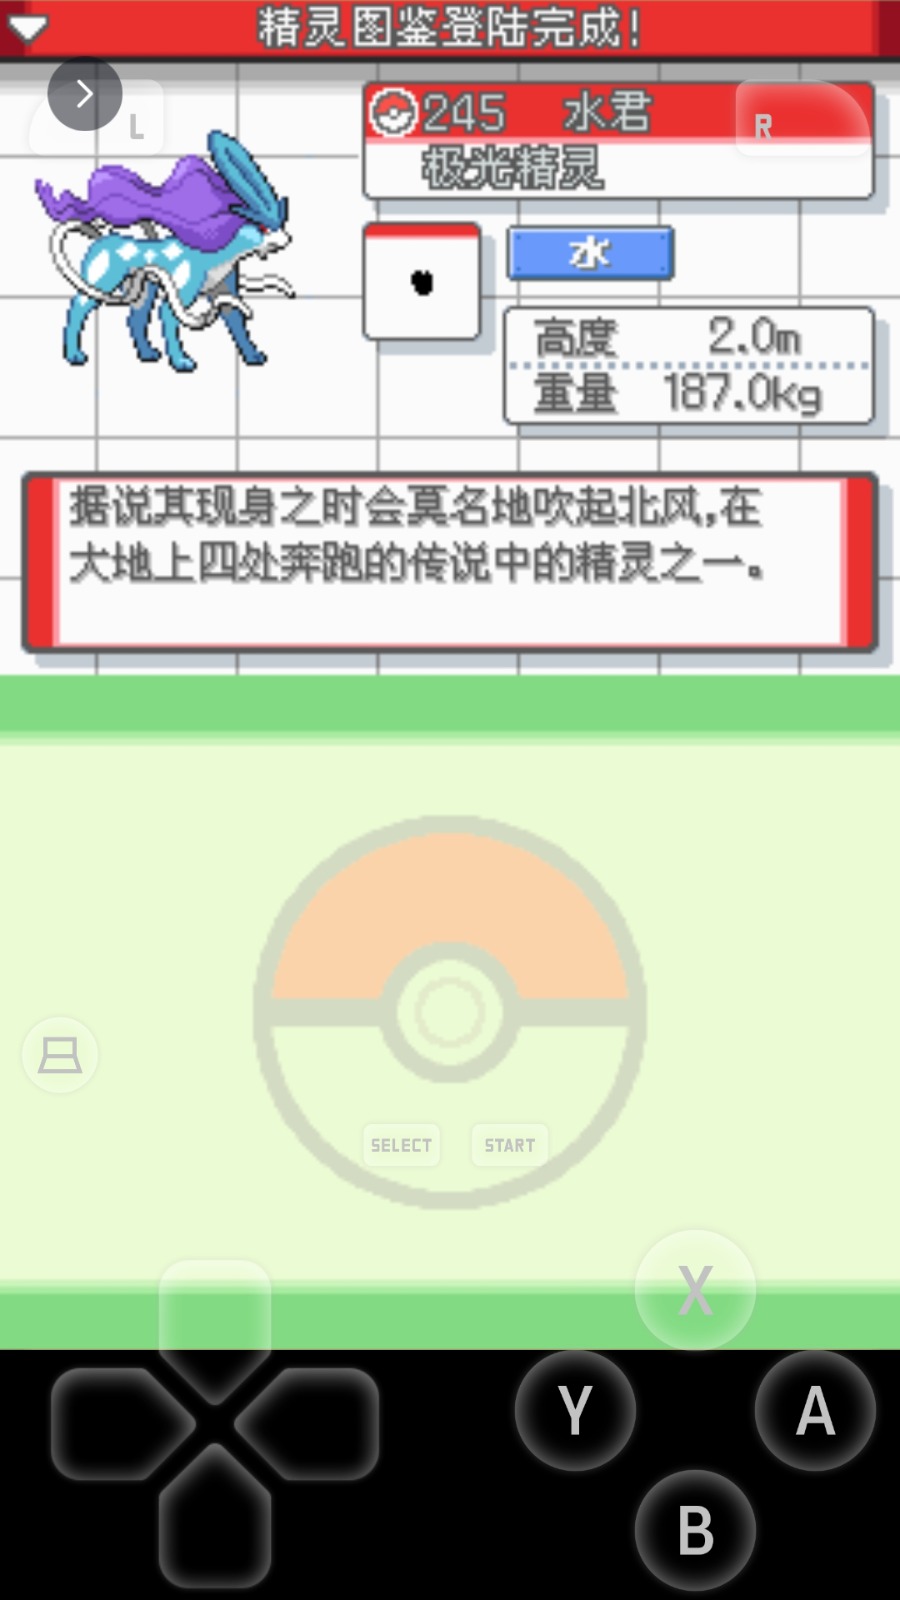 精灵图鉴登陆完成!
L
R
245 水君
极光精灵
水
高度 2.0m
重量 187.0kg
据说其现身之时会莫名地吹起北风,在
大地上四处奔跑的传说中的精灵之一。
SELECT START
X
Y
A
B